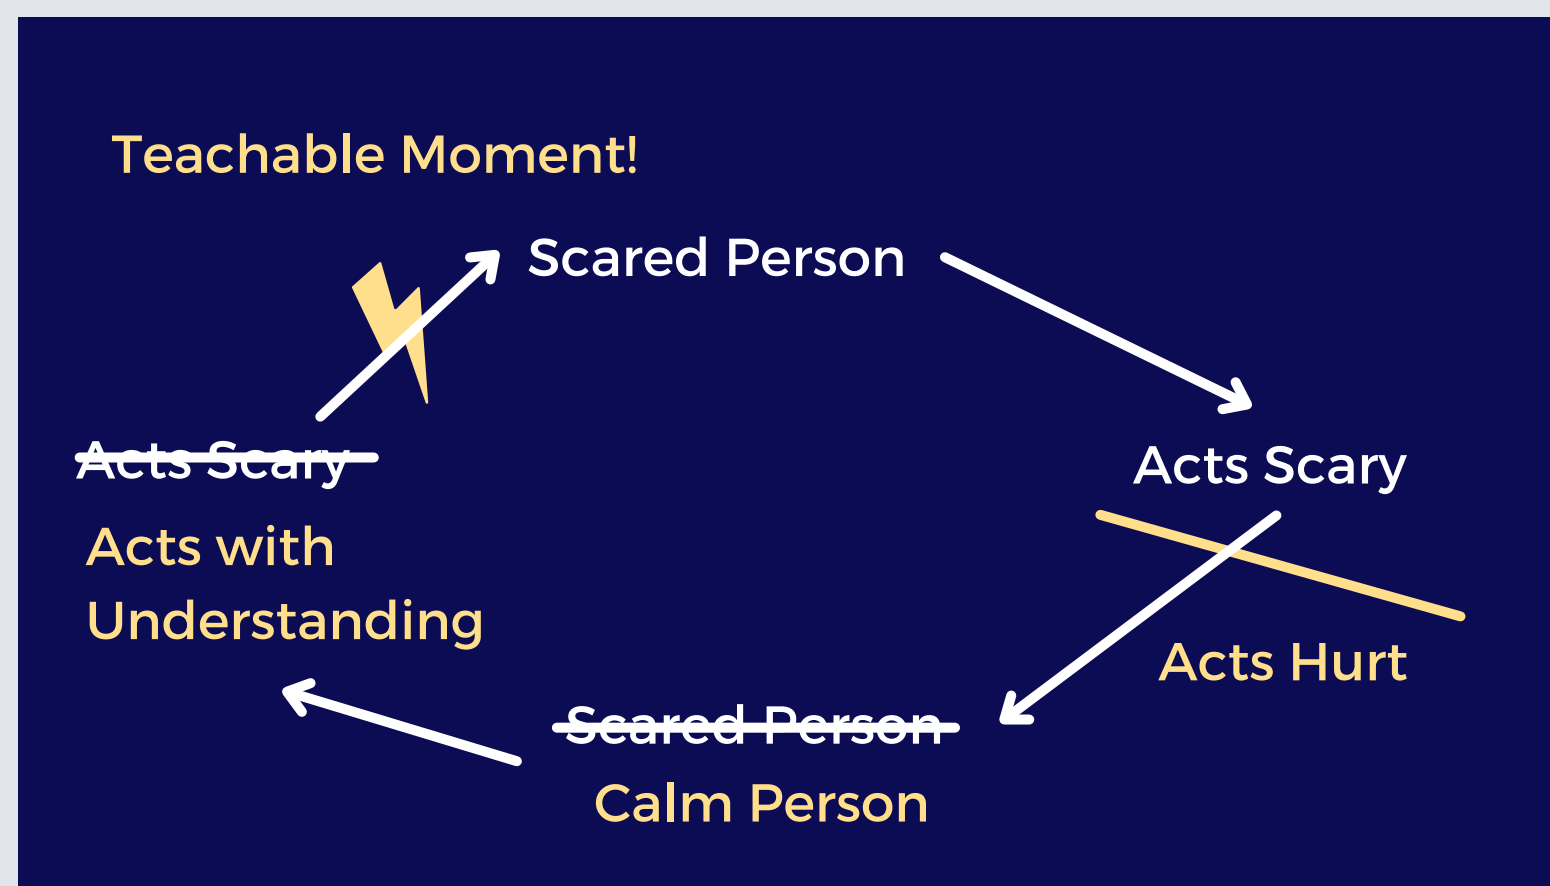 Teachable Moment!
Scared Person
Acts Scary
Acts Scary
Acts with
Understanding
Acts Hurt
Scared Person
Calm Person